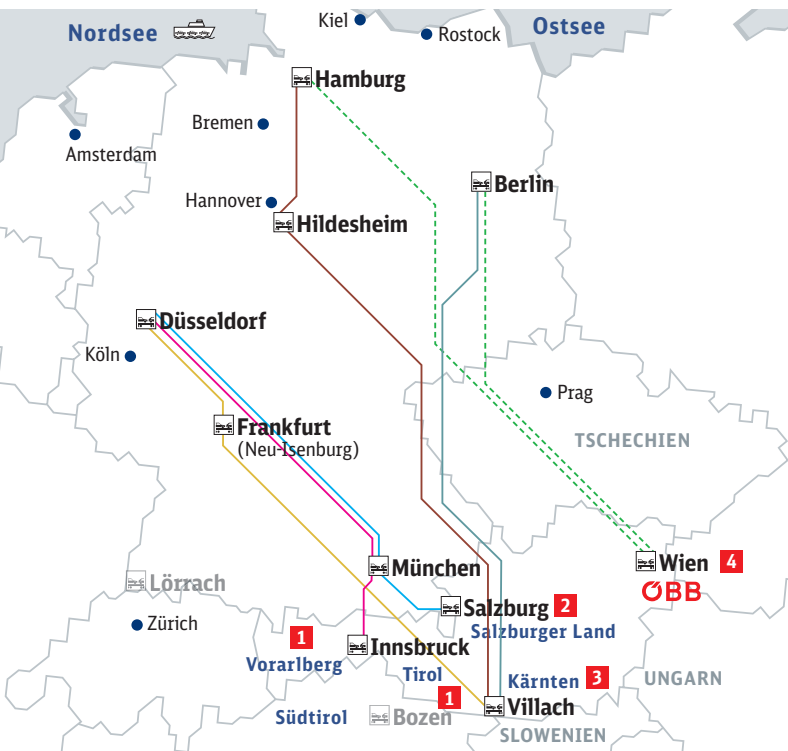 Nordsee
Kiel
Rostock
Ostsee
Hamburg
Bremen
Amsterdam
Berlin
Hannover
Hildesheim
Düsseldorf
Köln
Prag
Frankfurt
(Neu-Isenburg)
TSCHECHIEN
München
Wien 4
ÖBB
Lörrach
Salzburg 2
Salzburger Land
Zürich
1
Vorarlberg
Innsbruck
Tirol
Kärnten 3
UNGARN
1
Südtirol
Bozen
Villach
SLOWENIEN